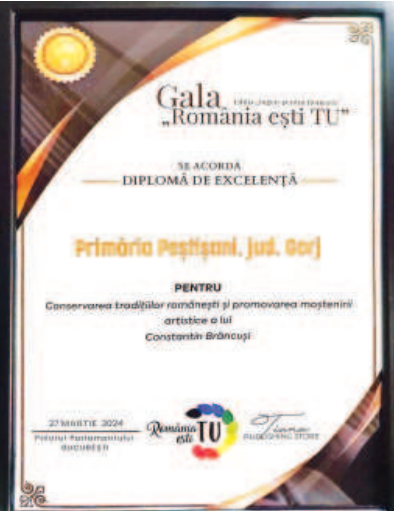 Gala
„România ești TU”
SE ACORDĂ
DIPLOMĂ DE EXCELENȚĂ
Primăria Peștișani, jud. Gorj
PENTRU
Conservarea tradițiilor românești și promovarea moștenirii
artistice a lui
Constantin Brâncuși
27 MARTIE 2024
Palatul Parlamentului
BUCUREȘTI
România
ești TU
Tiana
PUBLISHING STORE